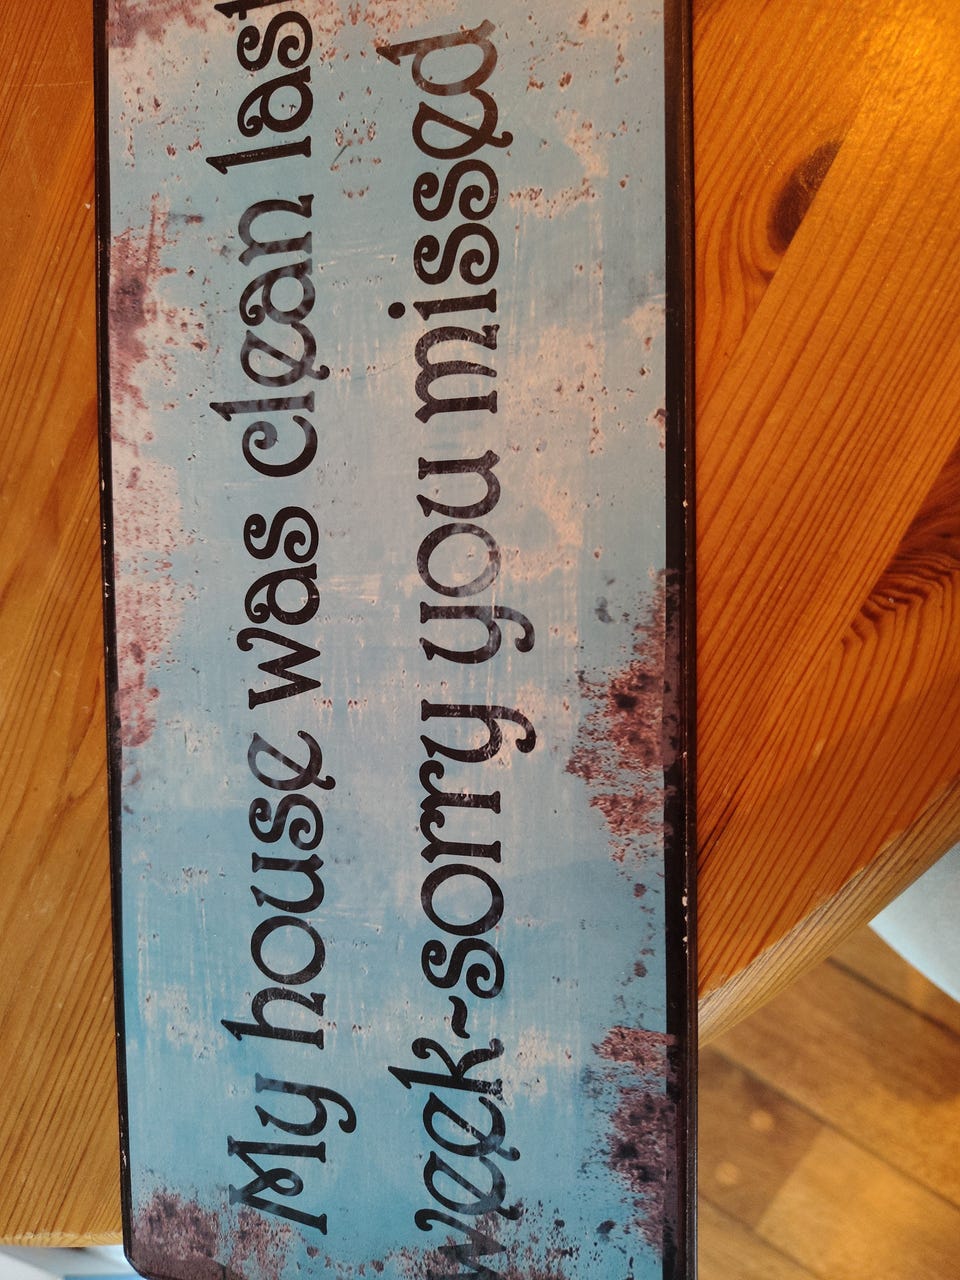 My house was clean last
week~sorry you missed